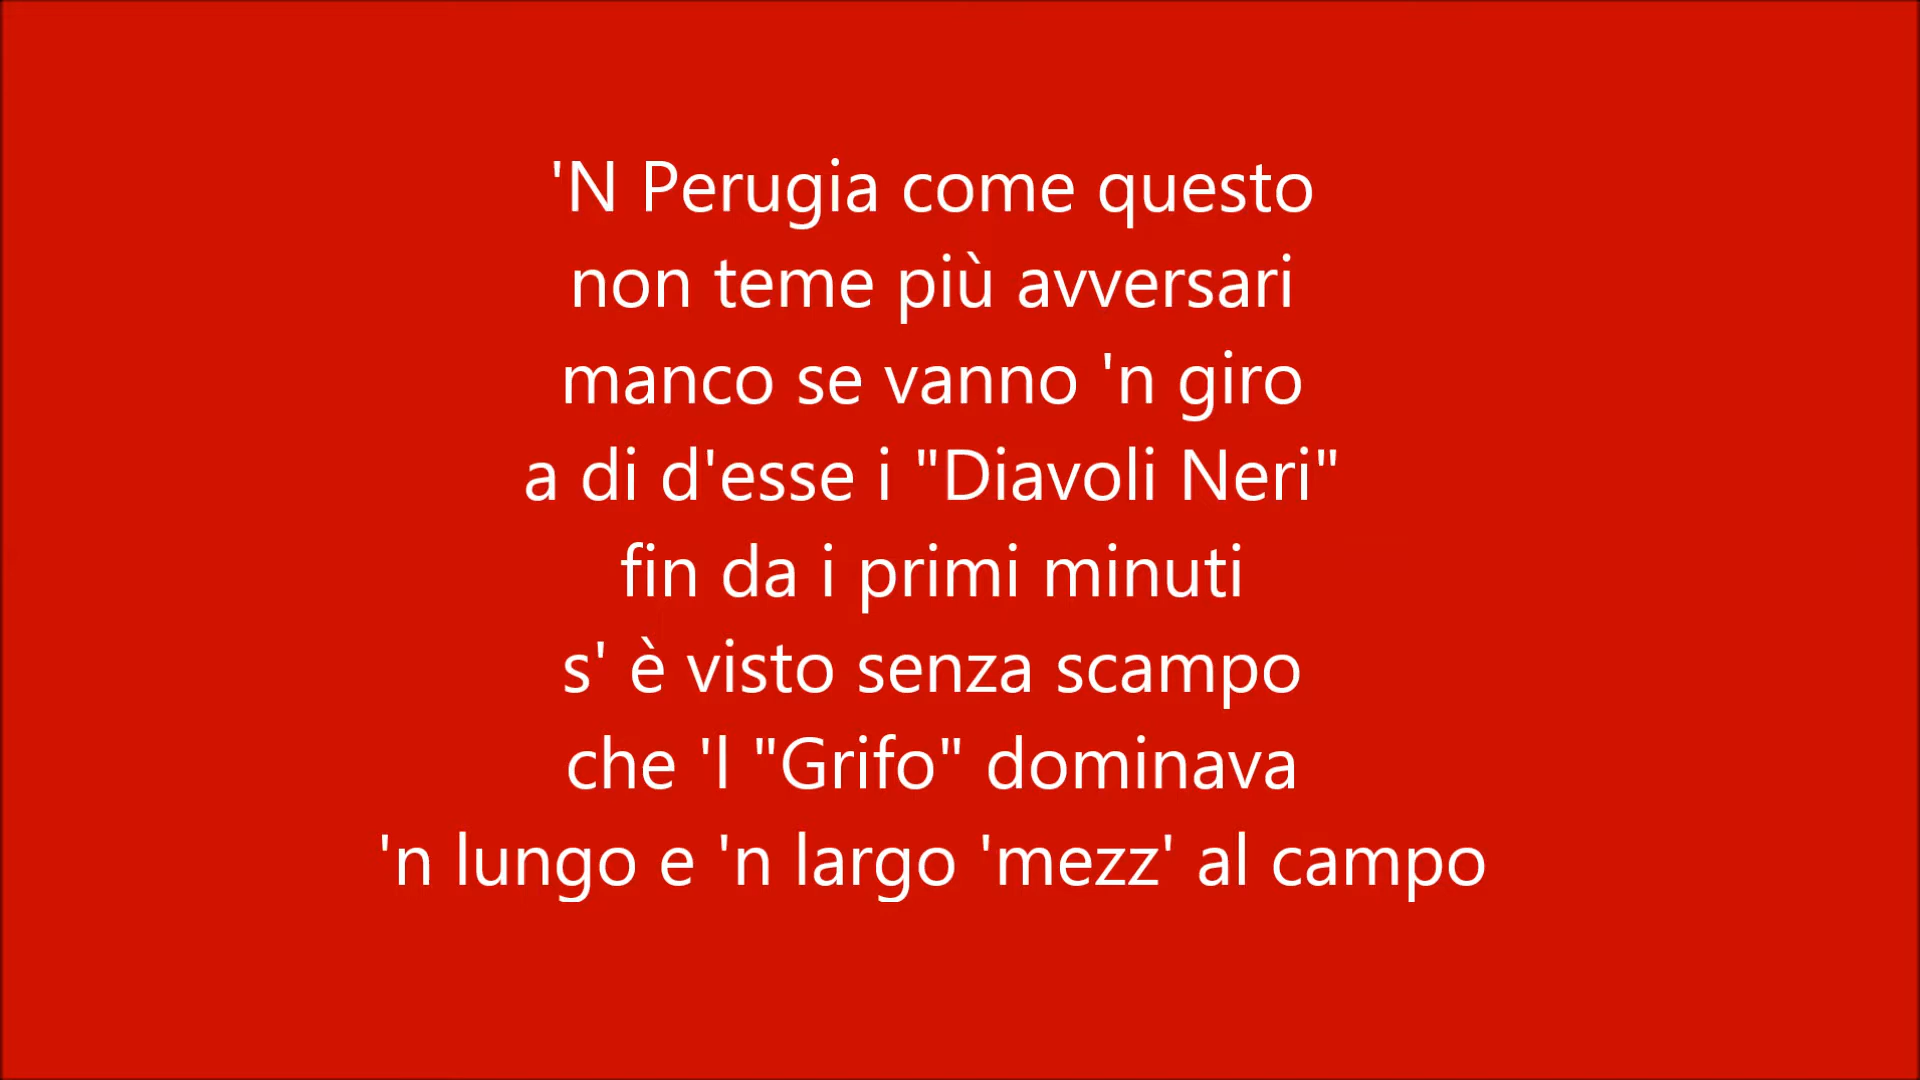 'N Perugia come questo
non teme più avversari
manco se vanno 'n giro
a di d'esse i "Diavoli Neri"
fin da i primi minuti
s' è visto senza scampo
che 'l "Grifo" dominava
'n lungo e 'n largo 'mezz' al campo